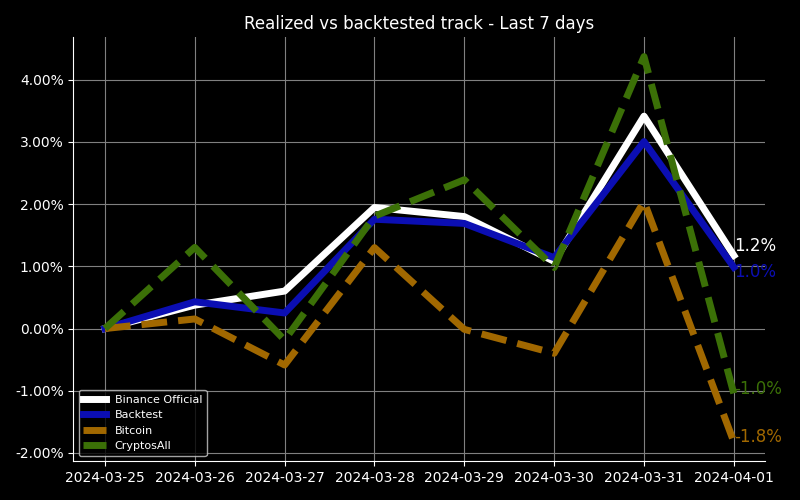 Realized vs backtested track - Last 7 days
4.00%
3.00%
2.00%
1.00%
0.00%
-1.00%
-2.00%
1.2%
1.0%
-1.0%
-1.8%
Binance Official
Backtest
Bitcoin
CryptosAll
2024-03-25 2024-03-26 2024-03-27 2024-03-28 2024-03-29 2024-03-30 2024-03-31 2024-04-01